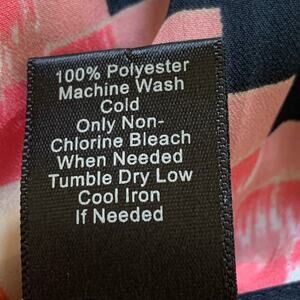 100% Polyester
Machine Wash
Cold
Only Non-
Chlorine Bleach
When Needed
Tumble Dry Low
Cool Iron
If Needed